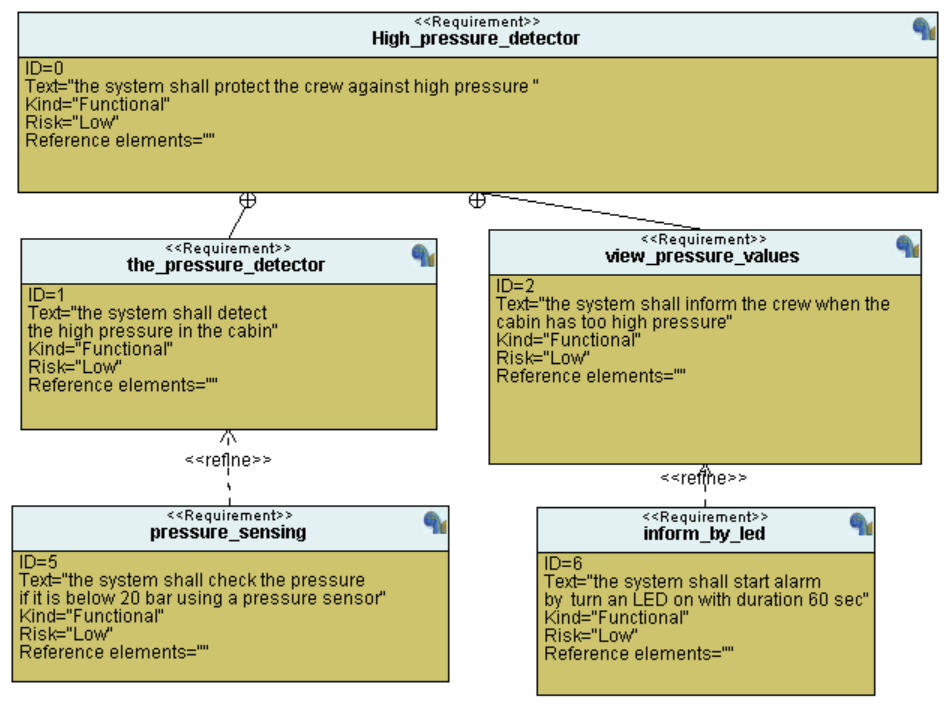 <<Requirement>>
High_pressure_detector
ID=0
Text="the system shall protect the crew against high pressure "
Kind="Functional"
Risk="Low"
Reference elements=""
<<Requirement>>
the_pressure_detector
ID=1
Text="the system shall detect
the high pressure in the cabin"
Kind="Functional"
Risk="Low"
Reference elements=""
<<Requirement>>
view_pressure_values
ID=2
Text="the system shall inform the crew when the
cabin has too high pressure"
Kind="Functional"
Risk="Low"
Reference elements=""
<<refine>>
<<refine>>
<<Requirement>>
pressure_sensing
ID=5
Text="the system shall check the pressure
if it is below 20 bar using a pressure sensor"
Kind="Functional"
Risk="Low"
Reference elements=""
<<Requirement>>
inform_by_led
ID=6
Text="the system shall start alarm
by  turn an LED on with duration 60 sec"
Kind="Functional"
Risk="Low"
Reference elements=""